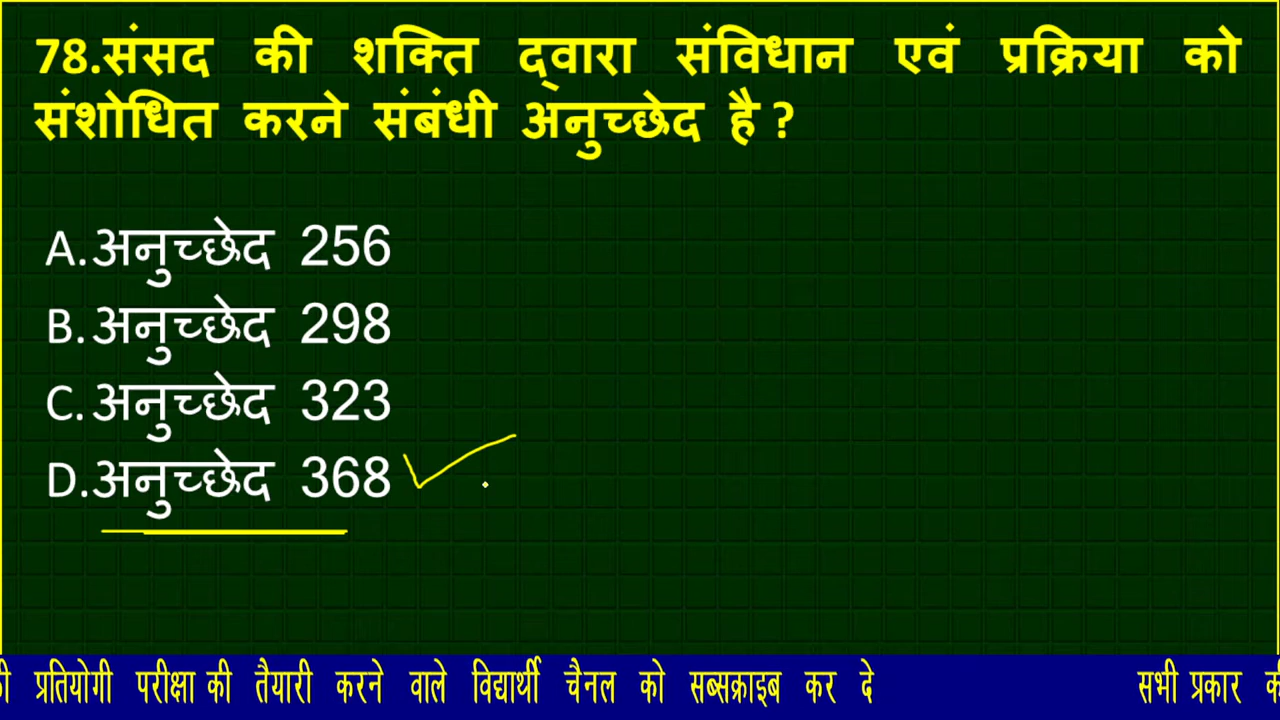 78.संसद की शक्ति द्वारा संविधान एवं प्रक्रिया को
संशोधित करने संबंधी अनुच्छेद है ?
A.अनुच्छेद 256
B.अनुच्छेद 298
C.अनुच्छेद 323
D.अनुच्छेद 368
प्रतियोगी परीक्षा की तैयारी करने वाले विद्यार्थी चैनल को सब्सक्राइब कर दे सभी प्रकार